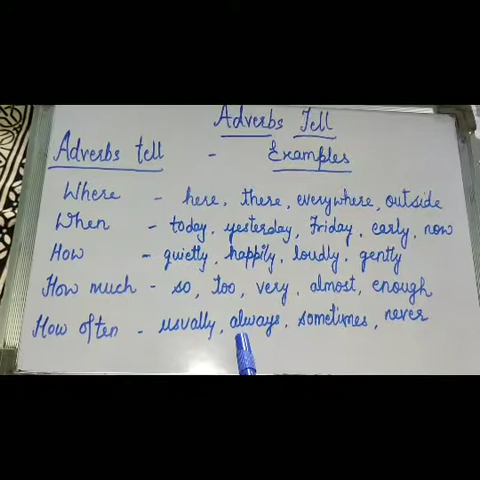 Adverbs Tell
Adverbs tell - Examples
Where - here, there, everywhere, outside
When - today, yesterday, Friday, early, now
How - quietly, happily, loudly, gently
How much - so, too, very, almost, enough
How often - usually, always, sometimes, never